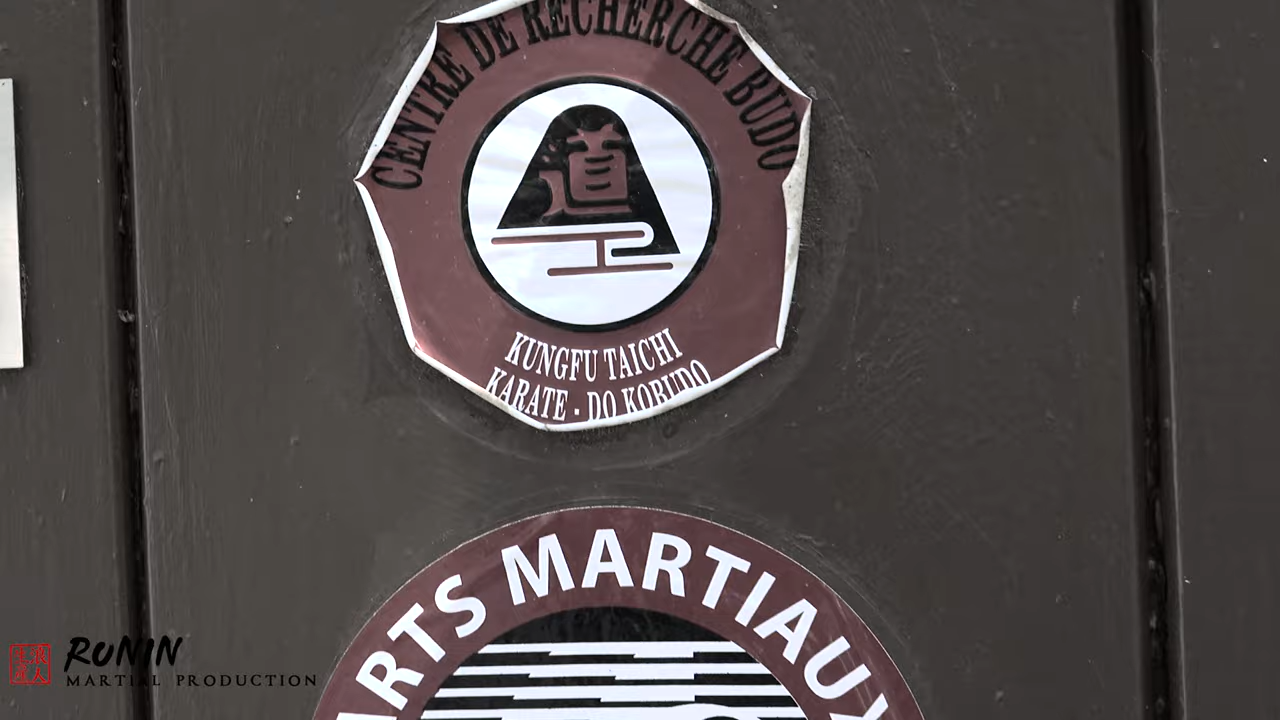 CENTRE DE RECHERCHE BUDO
道
KUNGFU TAICHI
KARATE - DO KOBUDO
ARTS MARTIAUX
RONIN
MARTIAL PRODUCTION